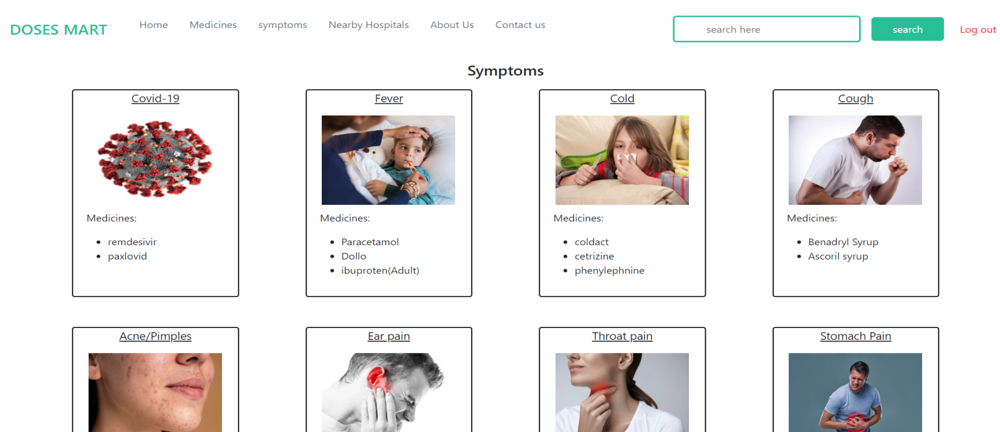 DOSES MART Home Medicines symptoms Nearby Hospitals About Us Contact us search here search Log out
Symptoms
Covid-19
Medicines:
remdesivir
paxlovid
Fever
Medicines:
Paracetamol
Dollo
ibuproten(Adult)
Cold
Medicines:
coldact
cetrizine
phenylephnine
Cough
Medicines:
Benadryl Syrup
Ascoril syrup
Acne/Pimples
Ear pain
Throat pain
Stomach Pain